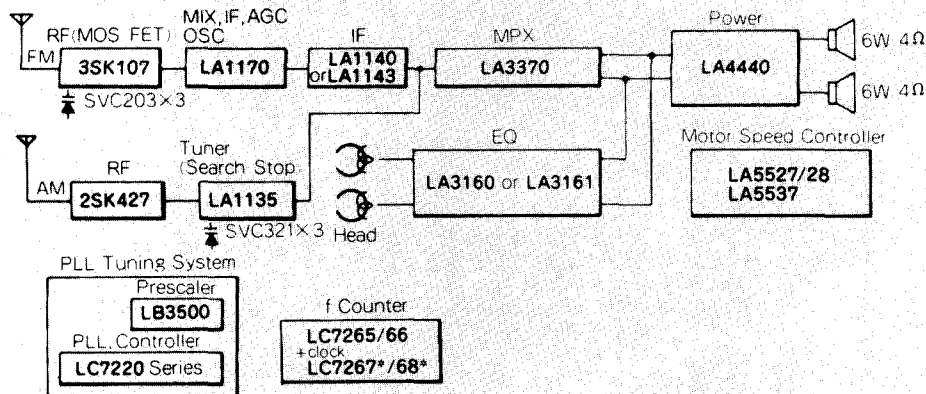 Power
MIX, IF, AGC
OSC
RF(MOS FET)
IF
MPX
FM
3SK107
LA1170
LA1140
or LA1143
LA3370
LA4440
6W 4Ω
6W 4Ω
SVC203×3
EQ
Motor Speed Controller
Tuner
(Search Stop)
RF
AM
2SK427
LA1135
LA3160 or LA3161
LA5527/28
LA5537
SVC321×3
Head
PLL Tuning System
Prescaler
LB3500
PLL, Controller
LC7220 Series
f Counter
LC7265/66
+clock
LC7267*/68*